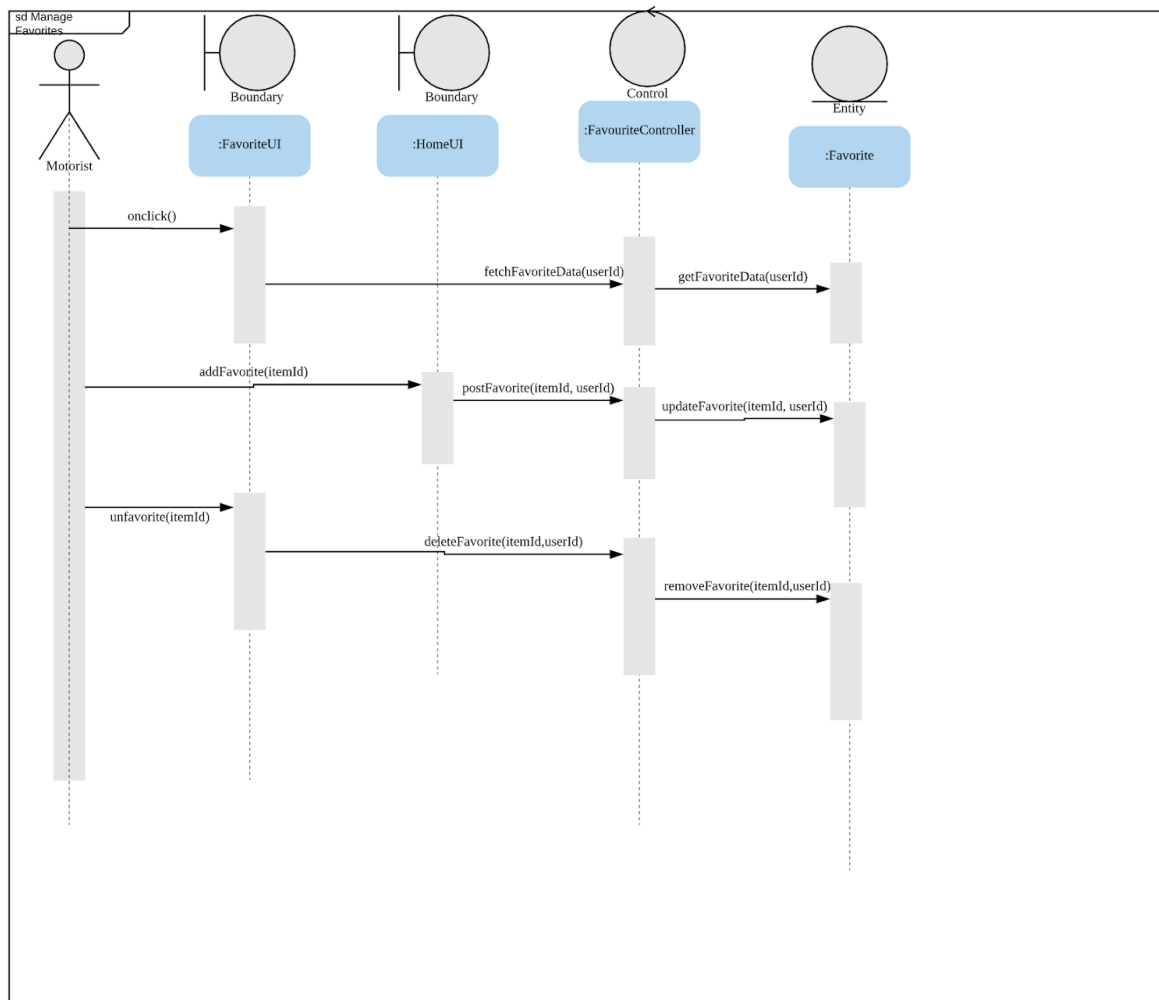 sd Manage
Favorites
Motorist
Boundary
Boundary
Control
Entity
:FavoriteUI
:HomeUI
:FavouriteController
:Favorite
onclick()
fetchFavoriteData(userId)
getFavoriteData(userId)
addFavorite(itemId)
postFavorite(itemId, userId)
updateFavorite(itemId, userId)
unfavorite(itemId)
deleteFavorite(itemId,userId)
removeFavorite(itemId,userId)